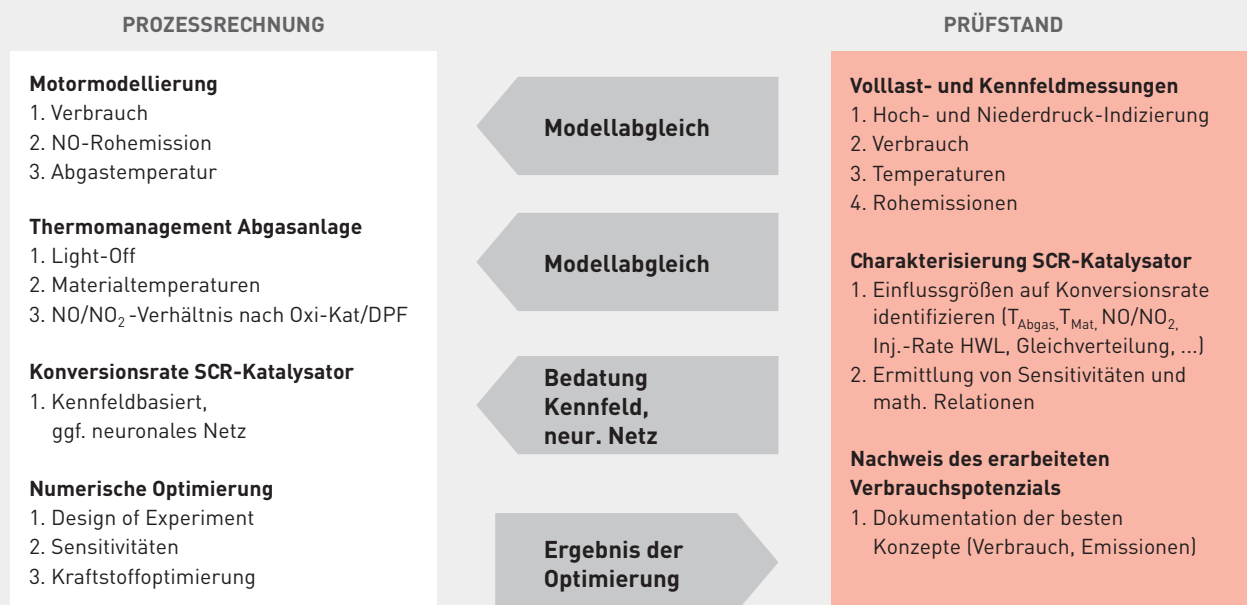 PROZESSRECHNUNG
Motormodellierung
1. Verbrauch
2. NO-Rohemission
3. Abgastemperatur
Thermomanagement Abgasanlage
1. Light-Off
2. Materialtemperaturen
3. NO/NO₂ -Verhältnis nach Oxi-Kat/DPF
Konversionsrate SCR-Katalysator
1. Kennfeldbasiert,
ggf. neuronales Netz
Numerische Optimierung
1. Design of Experiment
2. Sensitivitäten
3. Kraftstoffoptimierung
Modellabgleich
Modellabgleich
Bedatung
Kennfeld,
neur. Netz
Ergebnis der
Optimierung
PRÜFSTAND
Volllast- und Kennfeldmessungen
1. Hoch- und Niederdruck-Indizierung
2. Verbrauch
3. Temperaturen
4. Rohemissionen
Charakterisierung SCR-Katalysator
1. Einflussgrößen auf Konversionsrate
identifizieren (T_Abgas, T_Mat, NO/NO₂,
Inj.-Rate HWL, Gleichverteilung, ...)
2. Ermittlung von Sensitivitäten und
math. Relationen
Nachweis des erarbeiteten
Verbrauchspotenzials
1. Dokumentation der besten
Konzepte (Verbrauch, Emissionen)